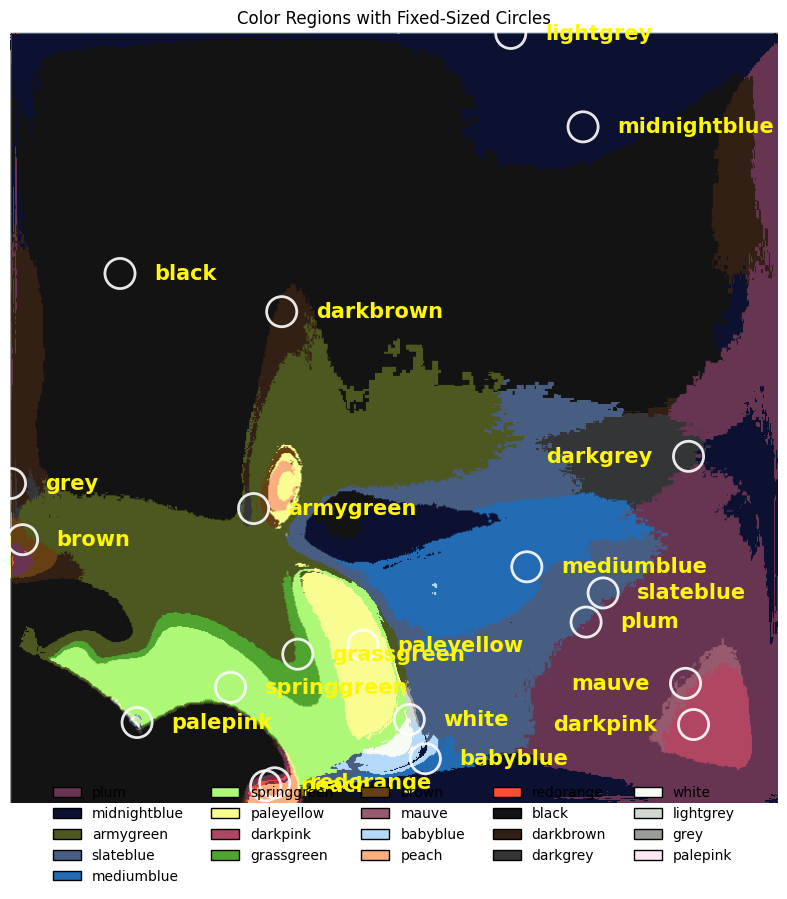 Color Regions with Fixed-Sized Circles
lightgrey
midnightblue
black
darkbrown
darkgrey
grey
armygreen
brown
mediumblue
slateblue
plum
paleyellow
grassgreen
mauve
springgreen
white
palepink
darkpink
babyblue
redorange
peach
plum springgreen brown redorange white
midnightblue paleyellow mauve black lightgrey
armygreen darkpink babyblue darkbrown grey
slateblue grassgreen peach darkgrey palepink
mediumblue